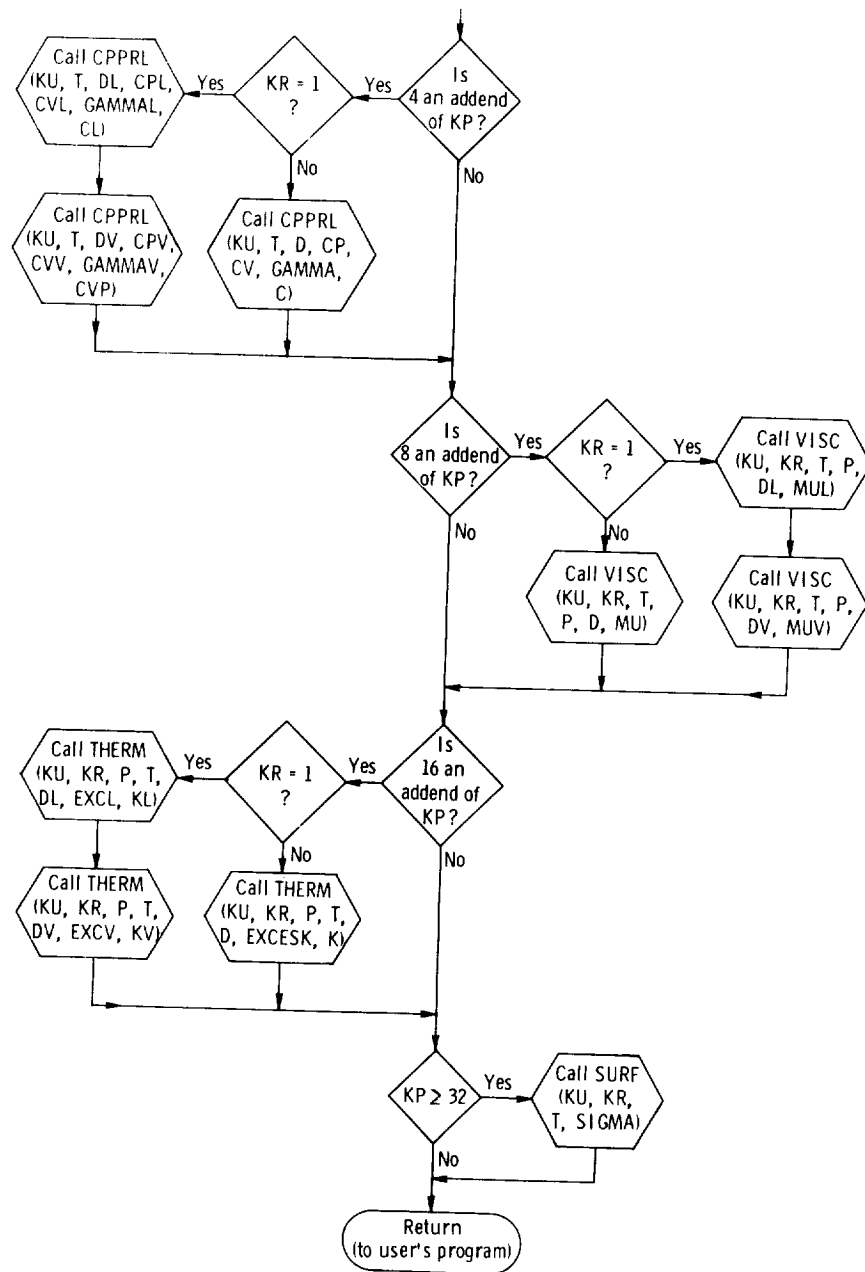 Is
4 an addend
of KP?
Yes
KR = 1
?
Yes
Call CPPRL
(KU, T, DL, CPL,
CVL, GAMMAL,
CL)
No
No
Call CPPRL
(KU, T, DV, CPV,
CVV, GAMMAV,
CVP)
Call CPPRL
(KU, T, D, CP,
CV, GAMMA,
C)
Is
8 an addend
of KP?
Yes
KR = 1
?
Yes
Call VISC
(KU, KR, T, P,
DL, MUL)
No
No
Call VISC
(KU, KR, T,
P, D, MU)
Call VISC
(KU, KR, T, P,
DV, MUV)
Is
16 an
addend of
KP?
Yes
KR = 1
?
Yes
Call THERM
(KU, KR, P, T,
DL, EXCL, KL)
No
No
Call THERM
(KU, KR, P, T,
DV, EXCV, KV)
Call THERM
(KU, KR, P, T,
D, EXCESK, K)
KP ≥ 32
Yes
Call SURF
(KU, KR,
T, SIGMA)
No
Return
(to user's program)